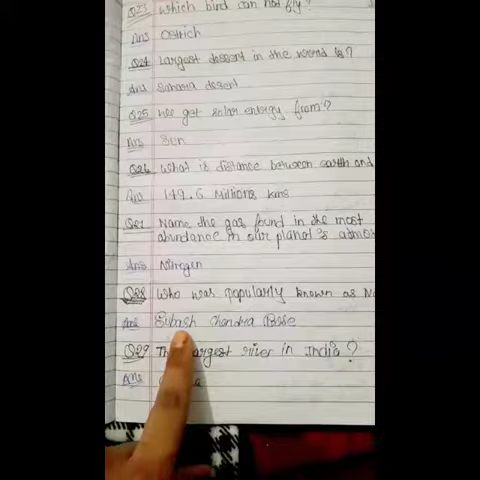 Q23 which bird can not fly?
Ans Ostrich
Q24 Largest dessert in the world is?
Ans Sahara desert
Q25 We get solar energy from?
Ans Sun
Q26 What is distance between earth and
Ans 149.6 Millions kms
Q27 Name the gas found in the most
abundance in our planet's atmos
Ans Nitrogen
Q28 Who was popularly known as N
Ans Subash Chandra Bose
Q29 The largest river in India?
Ans